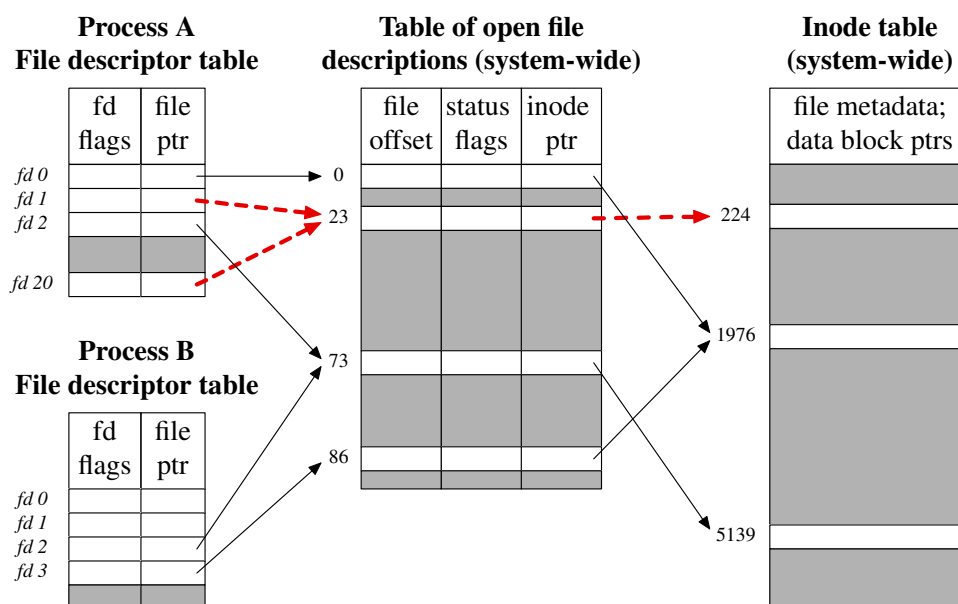 Process A
File descriptor table
fd
flags
file
ptr
fd 0
fd 1
fd 2
fd 20
Process B
File descriptor table
fd
flags
file
ptr
fd 0
fd 1
fd 2
fd 3
Table of open file
descriptions (system-wide)
file
offset
status
flags
inode
ptr
0
23
73
86
Inode table
(system-wide)
file metadata;
data block ptrs
224
1976
5139